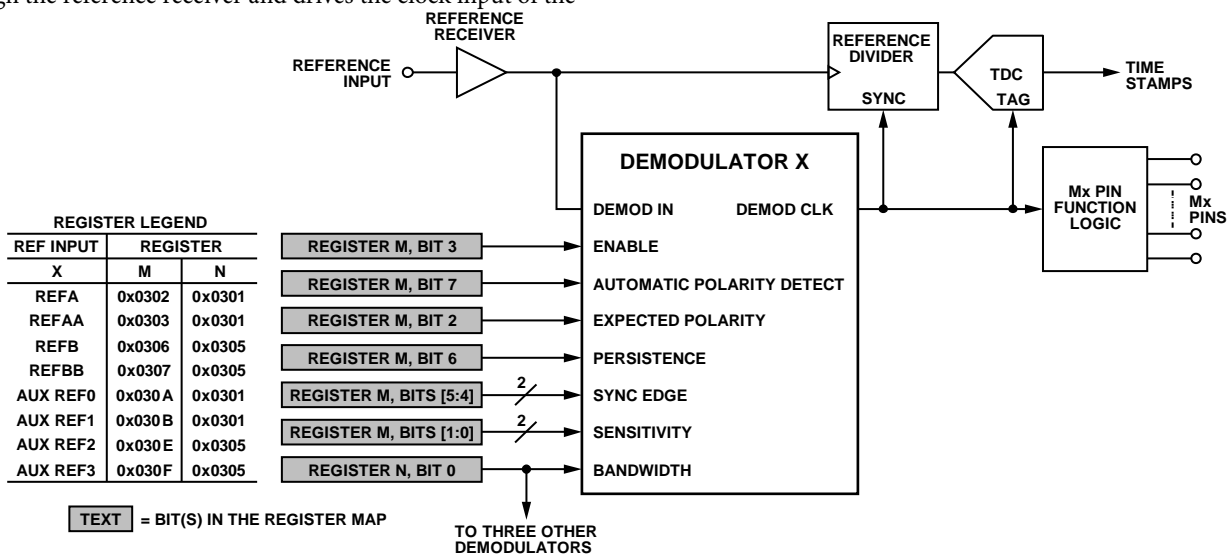 gh the reference receiver and drives the clock input of the
REFERENCE
RECEIVER
REFERENCE
INPUT
REFERENCE
DIVIDER
SYNC
TDC
TAG
TIME
STAMPS
DEMODULATOR X
DEMOD IN
DEMOD CLK
ENABLE
AUTOMATIC POLARITY DETECT
EXPECTED POLARITY
PERSISTENCE
SYNC EDGE
SENSITIVITY
BANDWIDTH
Mx PIN
FUNCTION
LOGIC
Mx
PINS
REGISTER LEGEND
REF INPUT REGISTER
X M N
REFA 0x0302 0x0301
REFAA 0x0303 0x0301
REFB 0x0306 0x0305
REFBB 0x0307 0x0305
AUX REF0 0x030A 0x0301
AUX REF1 0x030B 0x0301
AUX REF2 0x030E 0x0305
AUX REF3 0x030F 0x0305
REGISTER M, BIT 3
REGISTER M, BIT 7
REGISTER M, BIT 2
REGISTER M, BIT 6
REGISTER M, BITS [5:4]
2
REGISTER M, BITS [1:0]
2
REGISTER N, BIT 0
TEXT = BIT(S) IN THE REGISTER MAP
TO THREE OTHER
DEMODULATORS